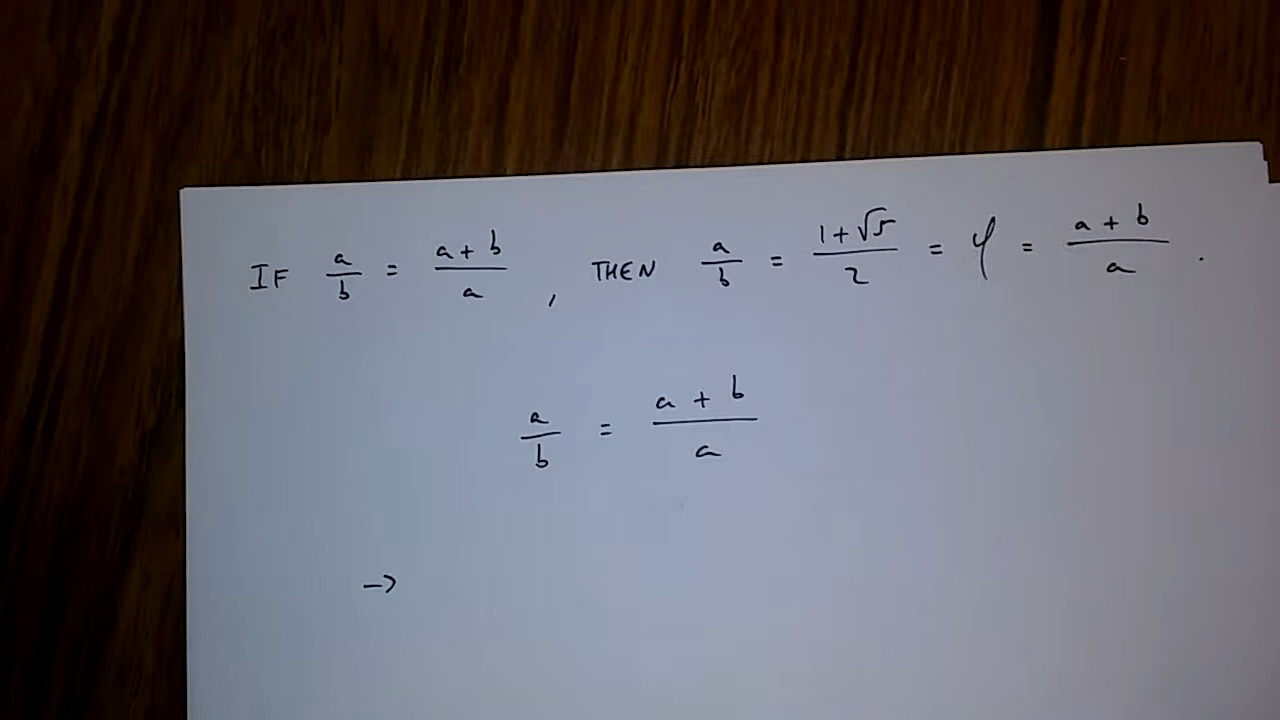 IF a/b = (a + b)/a , THEN a/b = (1+√5)/2 = φ = (a + b)/a .
a/b = (a + b)/a
→